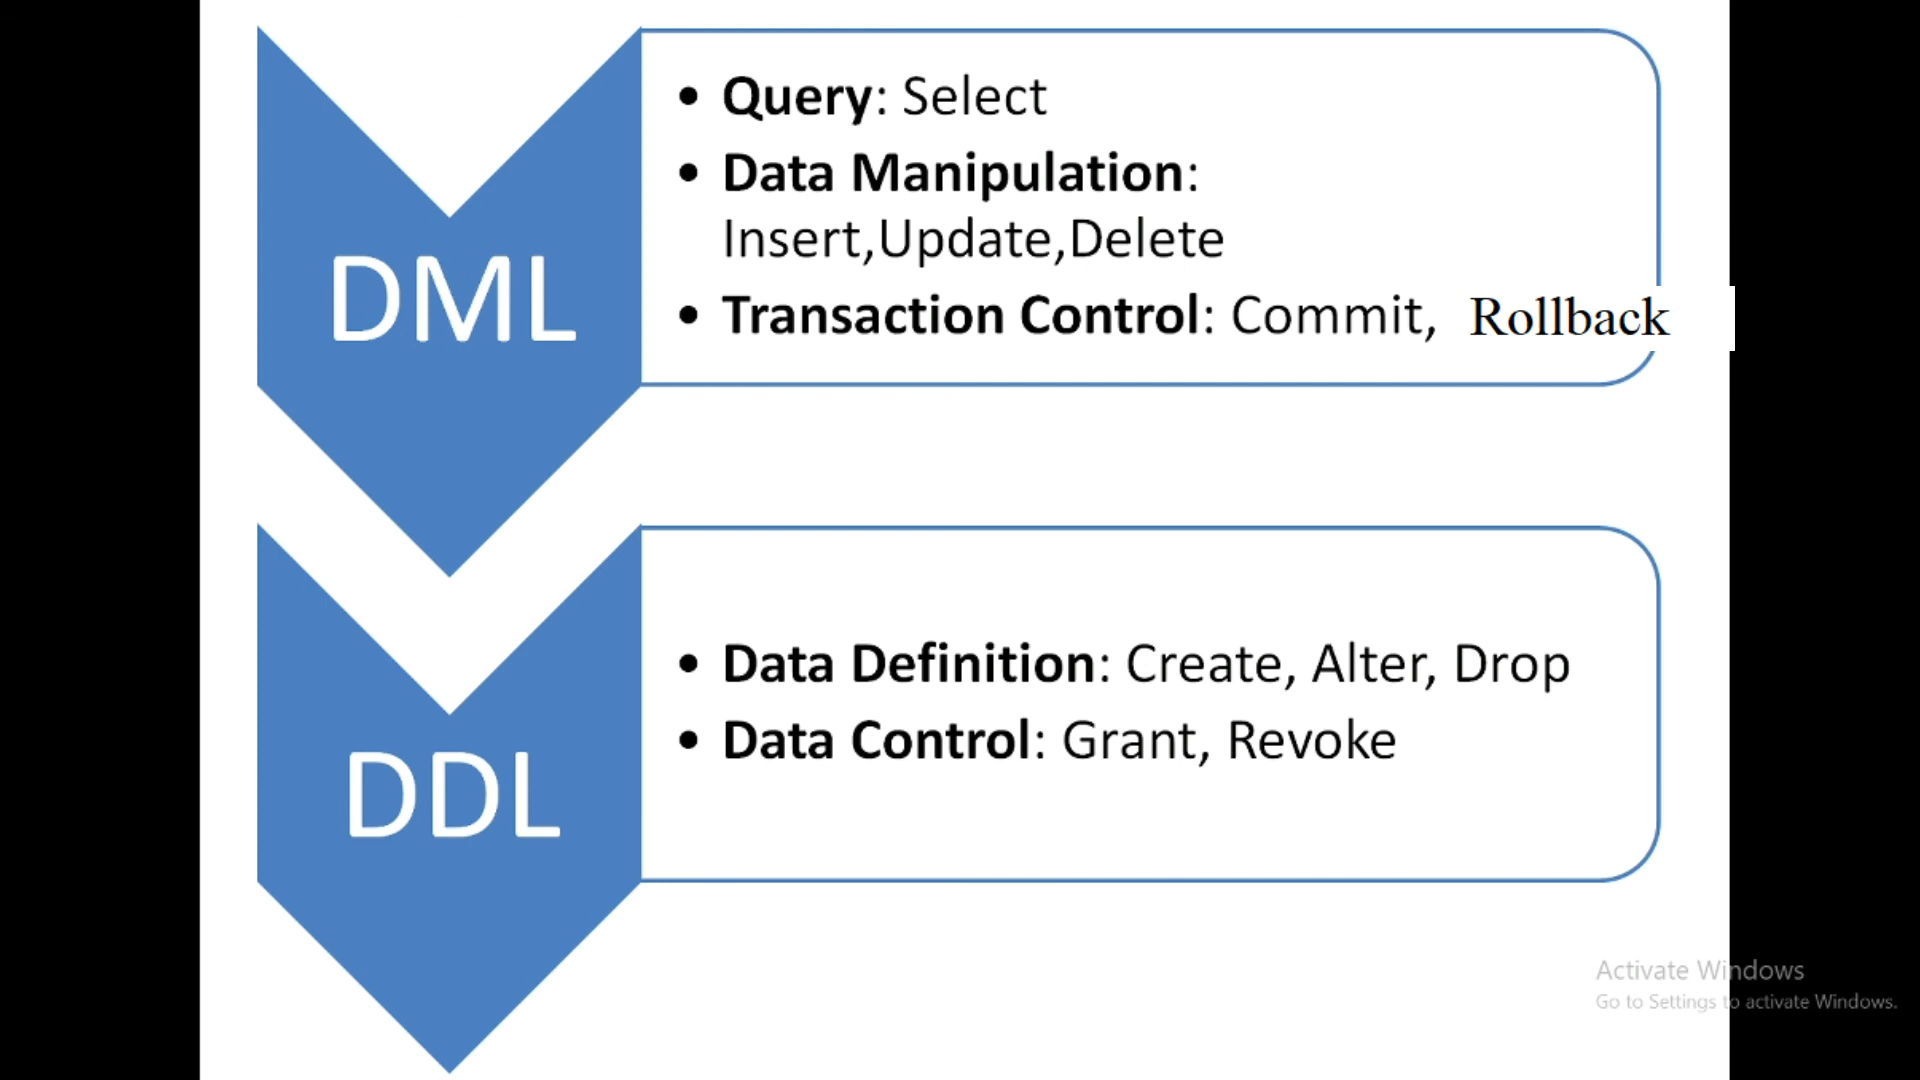 DML
• Query: Select
• Data Manipulation:
Insert,Update,Delete
• Transaction Control: Commit, Rollback
DDL
• Data Definition: Create, Alter, Drop
• Data Control: Grant, Revoke
Activate Windows
Go to Settings to activate Windows.